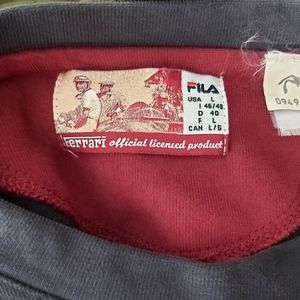 FILA
USA L
I 46/48
D 40
F L
CAN L/G
Ferrari official licensed product
0949